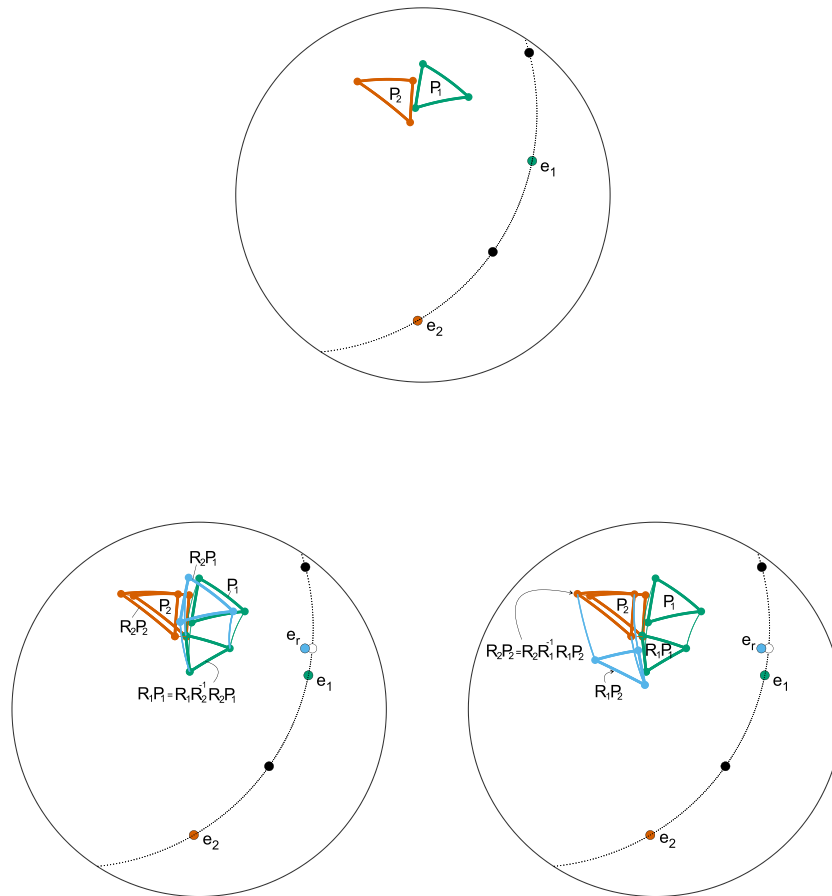 P₂ P₁
e₁
e₂
R₂P₁
P₁
P₂
R₂P₂
eᵣ
e₁
R₁P₁=R₁R₂⁻¹R₂P₁
e₂
P₂
P₁
R₂P₂=R₂R₁⁻¹R₁P₂
R₁P₁
eᵣ
e₁
R₁P₂
e₂